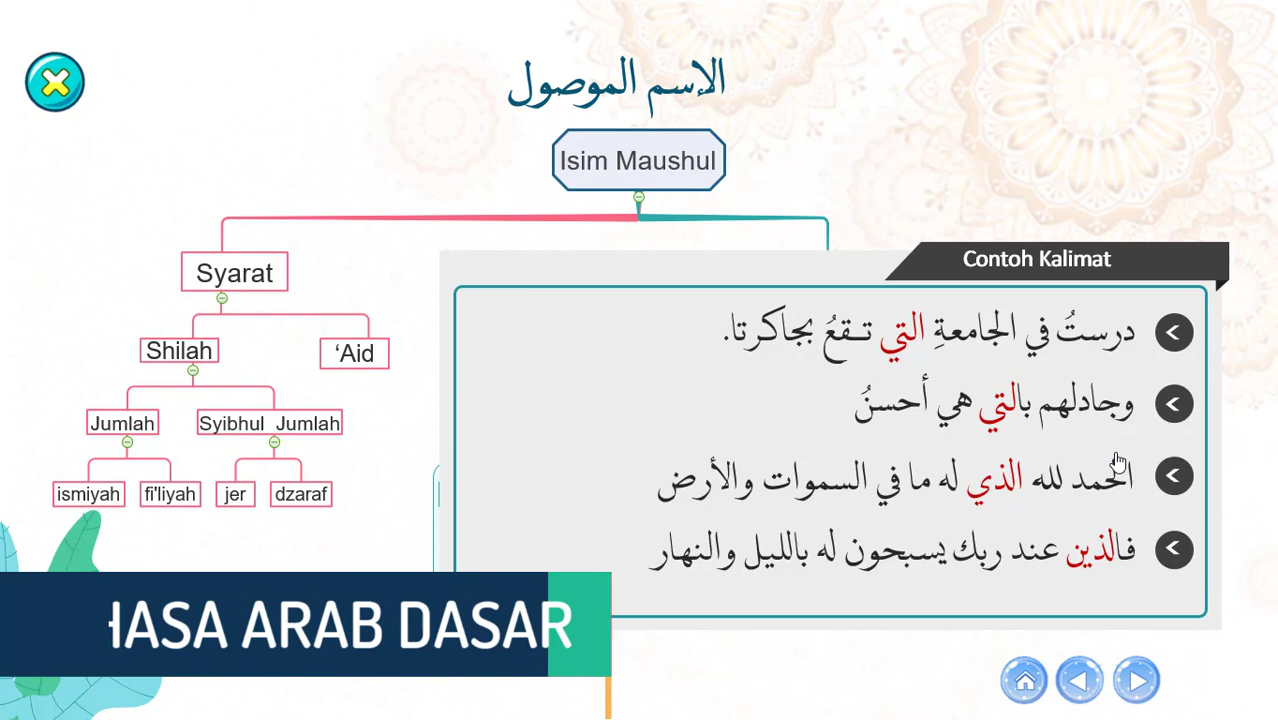 الإسم الموصول
Isim Maushul
Syarat
Shilah
‘Aid
Jumlah
Syibhul Jumlah
ismiyah
fi'liyah
jer
dzaraf
Contoh Kalimat
درستُ في الجامعةِ التي تـقعُ بجاكرتا.
وجادلهم بالتي هي أحسنُ
الحمد لله الذي له ما في السموات والأرض
فالذين عند ربك يسبحون له بالليل والنهار
HASA ARAB DASAR